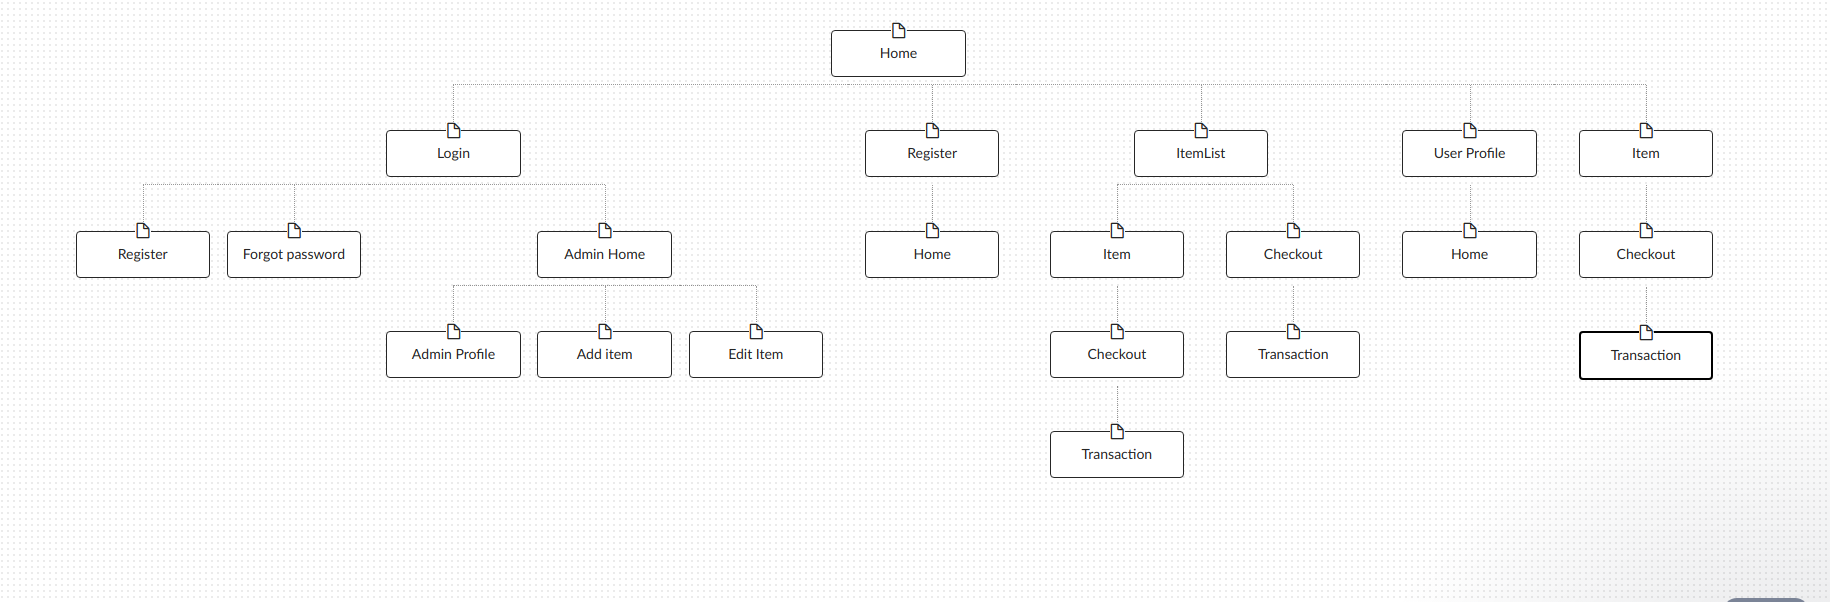 Home
Login
Register
ItemList
User Profile
Item
Register
Forgot password
Admin Home
Home
Item
Checkout
Home
Checkout
Admin Profile
Add item
Edit Item
Checkout
Transaction
Transaction
Transaction